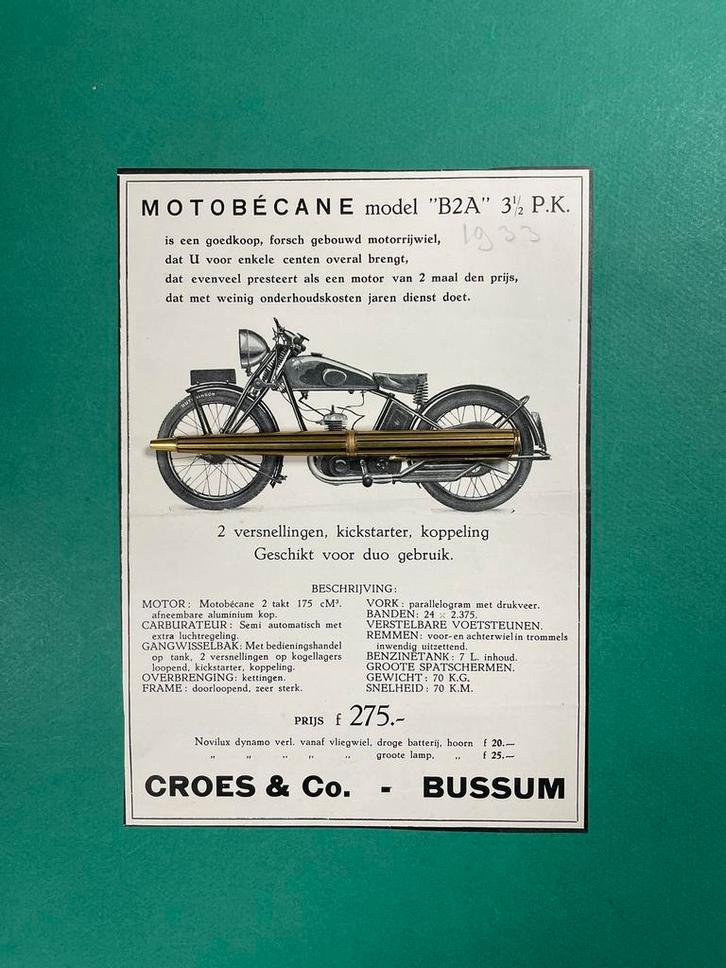 MOTOBÉCANE model "B2A" 3½ P.K.
1933
is een goedkoop, forsch gebouwd motorrijwiel,
dat U voor enkele centen overal brengt,
dat evenveel presteert als een motor van 2 maal den prijs,
dat met weinig onderhoudskosten jaren dienst doet.
HUTCHINSON
2 versnellingen, kickstarter, koppeling
Geschikt voor duo gebruik.
BESCHRIJVING:
MOTOR: Motobécane 2 takt 175 cM³.
afneembare aluminium kop.
CARBURATEUR: Semi automatisch met
extra luchtregeling.
GANGWISSELBAK: Met bedieningshandel
op tank, 2 versnellingen op kogellagers
loopend, kickstarter, koppeling.
OVERBRENGING: kettingen.
FRAME: doorloopend, zeer sterk.
VORK: parallelogram met drukveer.
BANDEN: 24 × 2.375.
VERSTELBARE VOETSTEUNEN.
REMMEN: voor- en achterwiel in trommels
inwendig uitzettend.
BENZINETANK: 7 L. inhoud.
GROOTE SPATSCHERMEN.
GEWICHT: 70 K.G.
SNELHEID: 70 K.M.
PRIJS f 275.-
Novilux dynamo verl. vanaf vliegwiel, droge batterij, hoorn f 20.—
„ „ „ „ „ groote lamp, „ f 25.—
CROES & Co. - BUSSUM